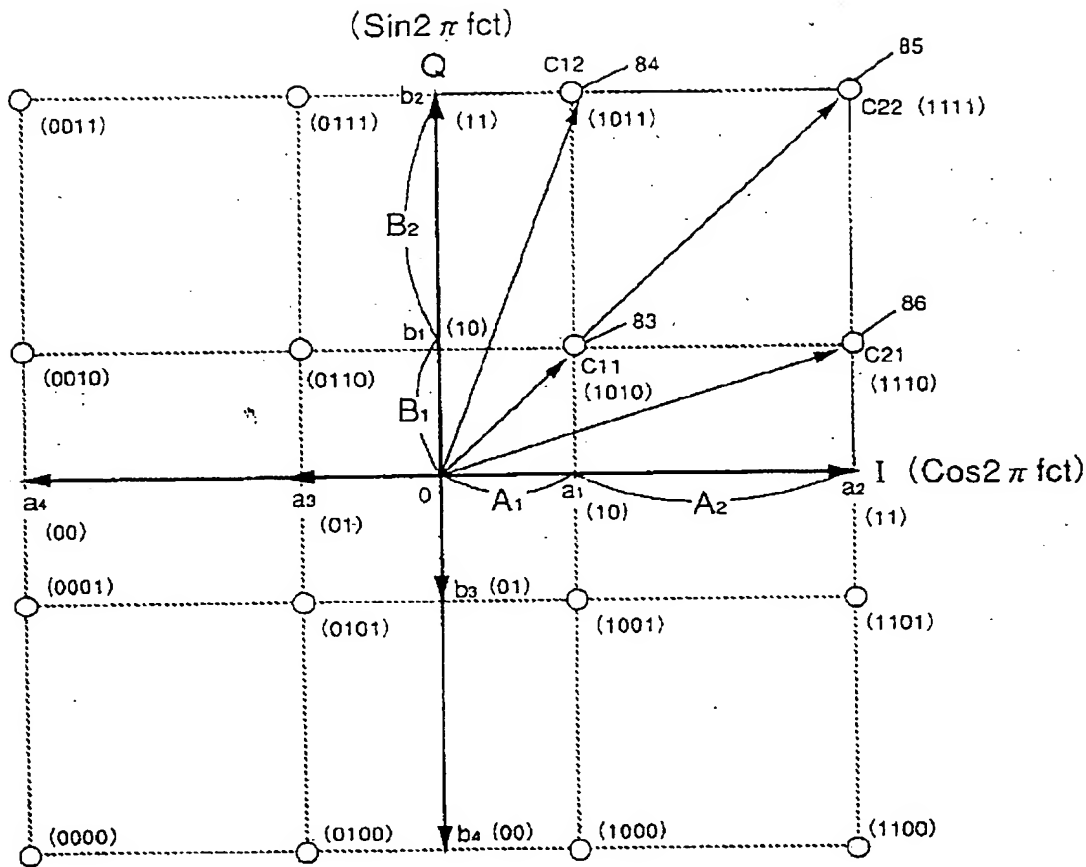 (Sin2 π fct)
Q
C12 84 85
b2
(0011) (0111) (11) (1011) C22 (1111)
B2
b1 (10) 83 86
(0010) (0110) C11 C21
(1010) (1110)
B1
I (Cos2 π fct)
a4 a3 0 A1 a1 A2 a2
(00) (01) (10) (11)
(0001) b3 (01)
(0101) (1001) (1101)
(0000) (0100) b4 (00) (1000) (1100)